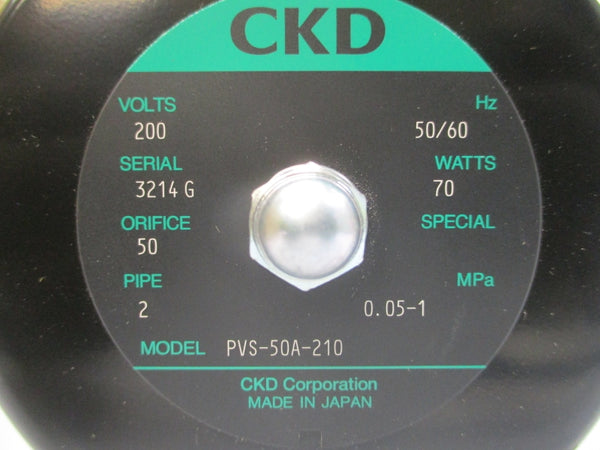 CKD
VOLTS Hz
200 50/60
SERIAL WATTS
3214 G 70
ORIFICE SPECIAL
50
PIPE MPa
2 0.05-1
MODEL PVS-50A-210
CKD Corporation
MADE IN JAPAN